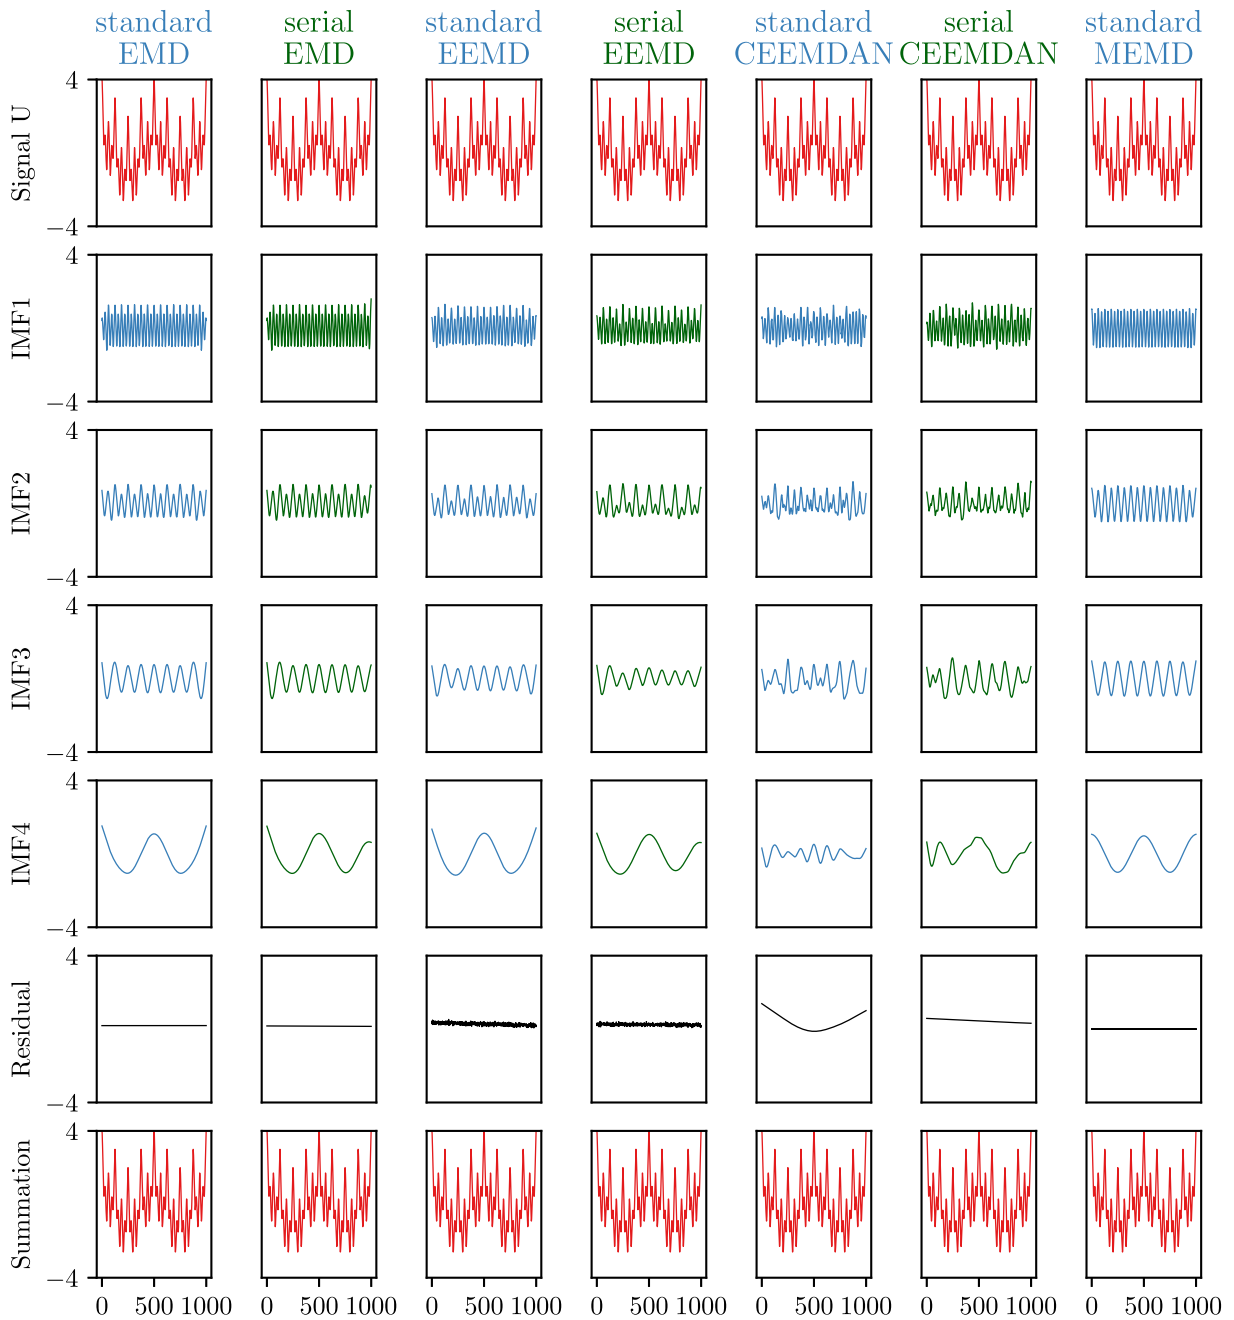 standard serial standard serial standard serial standard
EMD EMD EEMD EEMD CEEMDAN CEEMDAN MEMD
4
Signal U
−4
4
IMF1
−4
4
IMF2
−4
4
IMF3
−4
4
IMF4
−4
4
Residual
−4
4
Summation
−4
0 500 1000 0 500 1000 0 500 1000 0 500 1000 0 500 1000 0 500 1000 0 500 1000